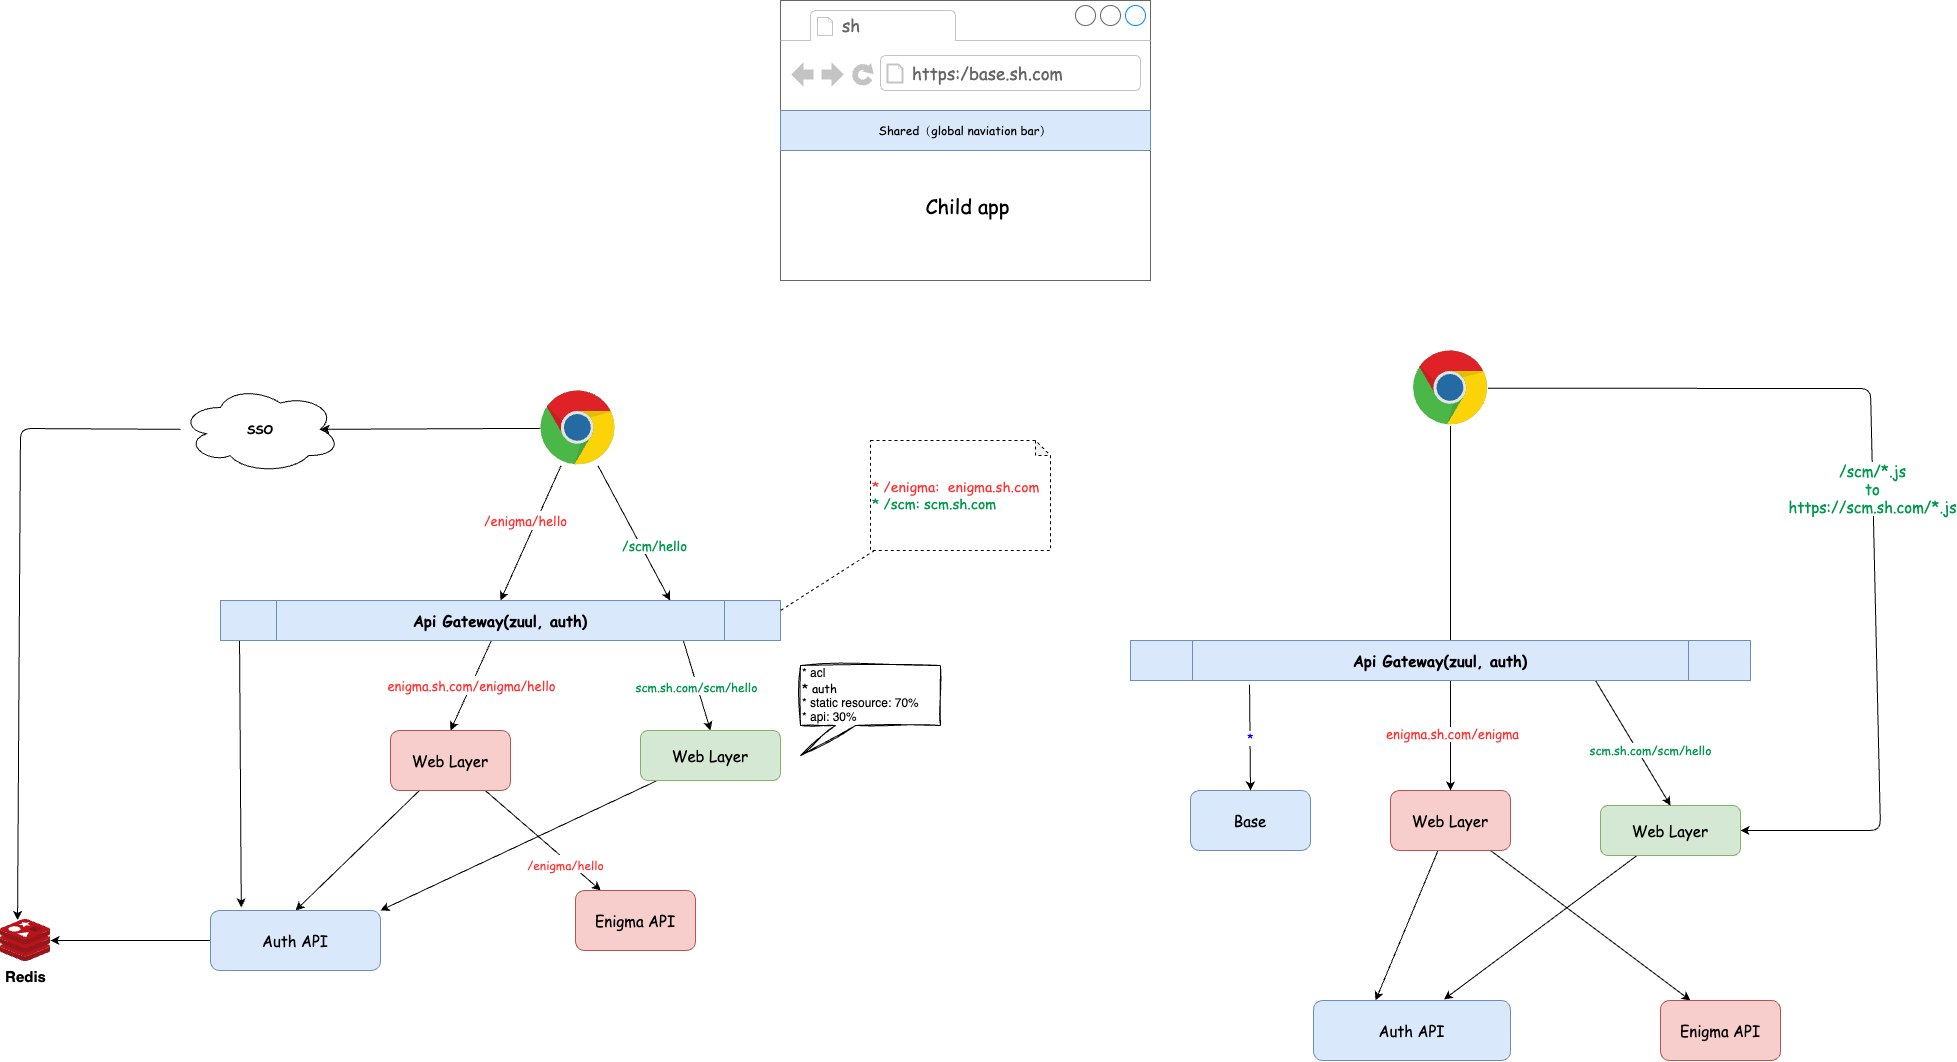 sh
https:/base.sh.com
Shared（global naviation bar）
Child app
sso
/enigma/hello
/scm/hello
* /enigma:  enigma.sh.com
* /scm: scm.sh.com
Api Gateway(zuul, auth)
enigma.sh.com/enigma/hello
scm.sh.com/scm/hello
* acl
* auth
* static resource: 70%
* api: 30%
Web Layer
Web Layer
/enigma/hello
Enigma API
Auth API
Redis
/scm/*.js
to
https://scm.sh.com/*.js
Api Gateway(zuul, auth)
*
enigma.sh.com/enigma
scm.sh.com/scm/hello
Base
Web Layer
Web Layer
Auth API
Enigma API